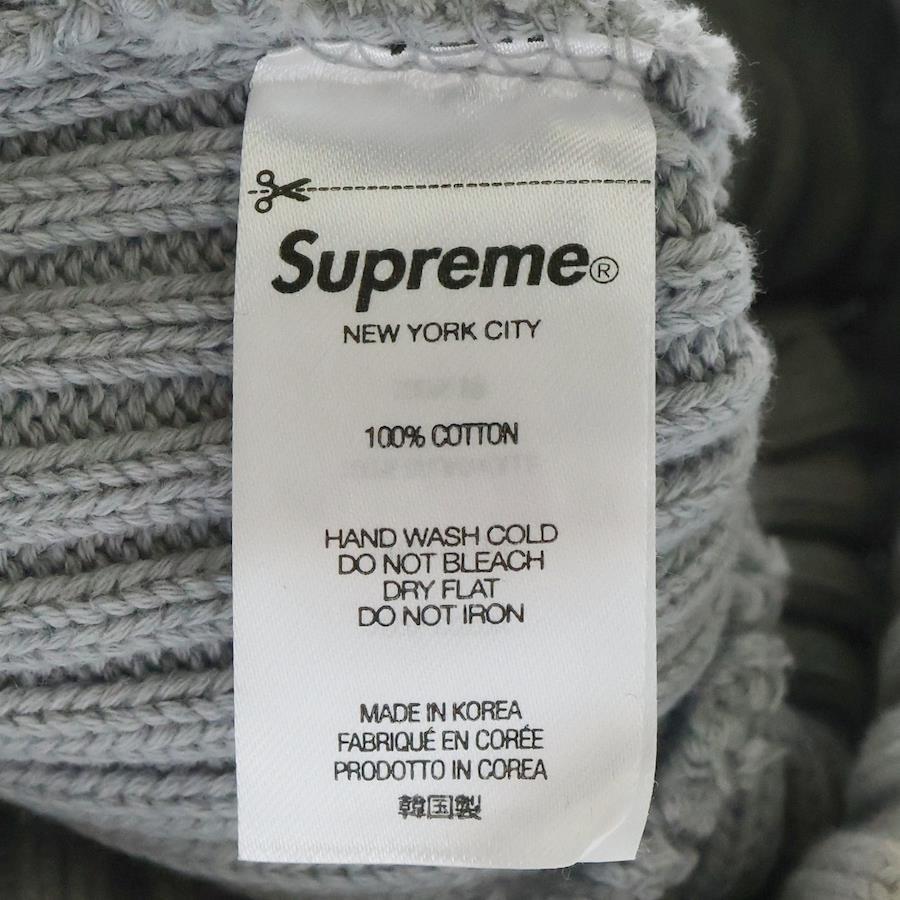 Supreme®
NEW YORK CITY
100% COTTON
HAND WASH COLD
DO NOT BLEACH
DRY FLAT
DO NOT IRON
MADE IN KOREA
FABRIQUÉ EN CORÉE
PRODOTTO IN COREA
韓国製